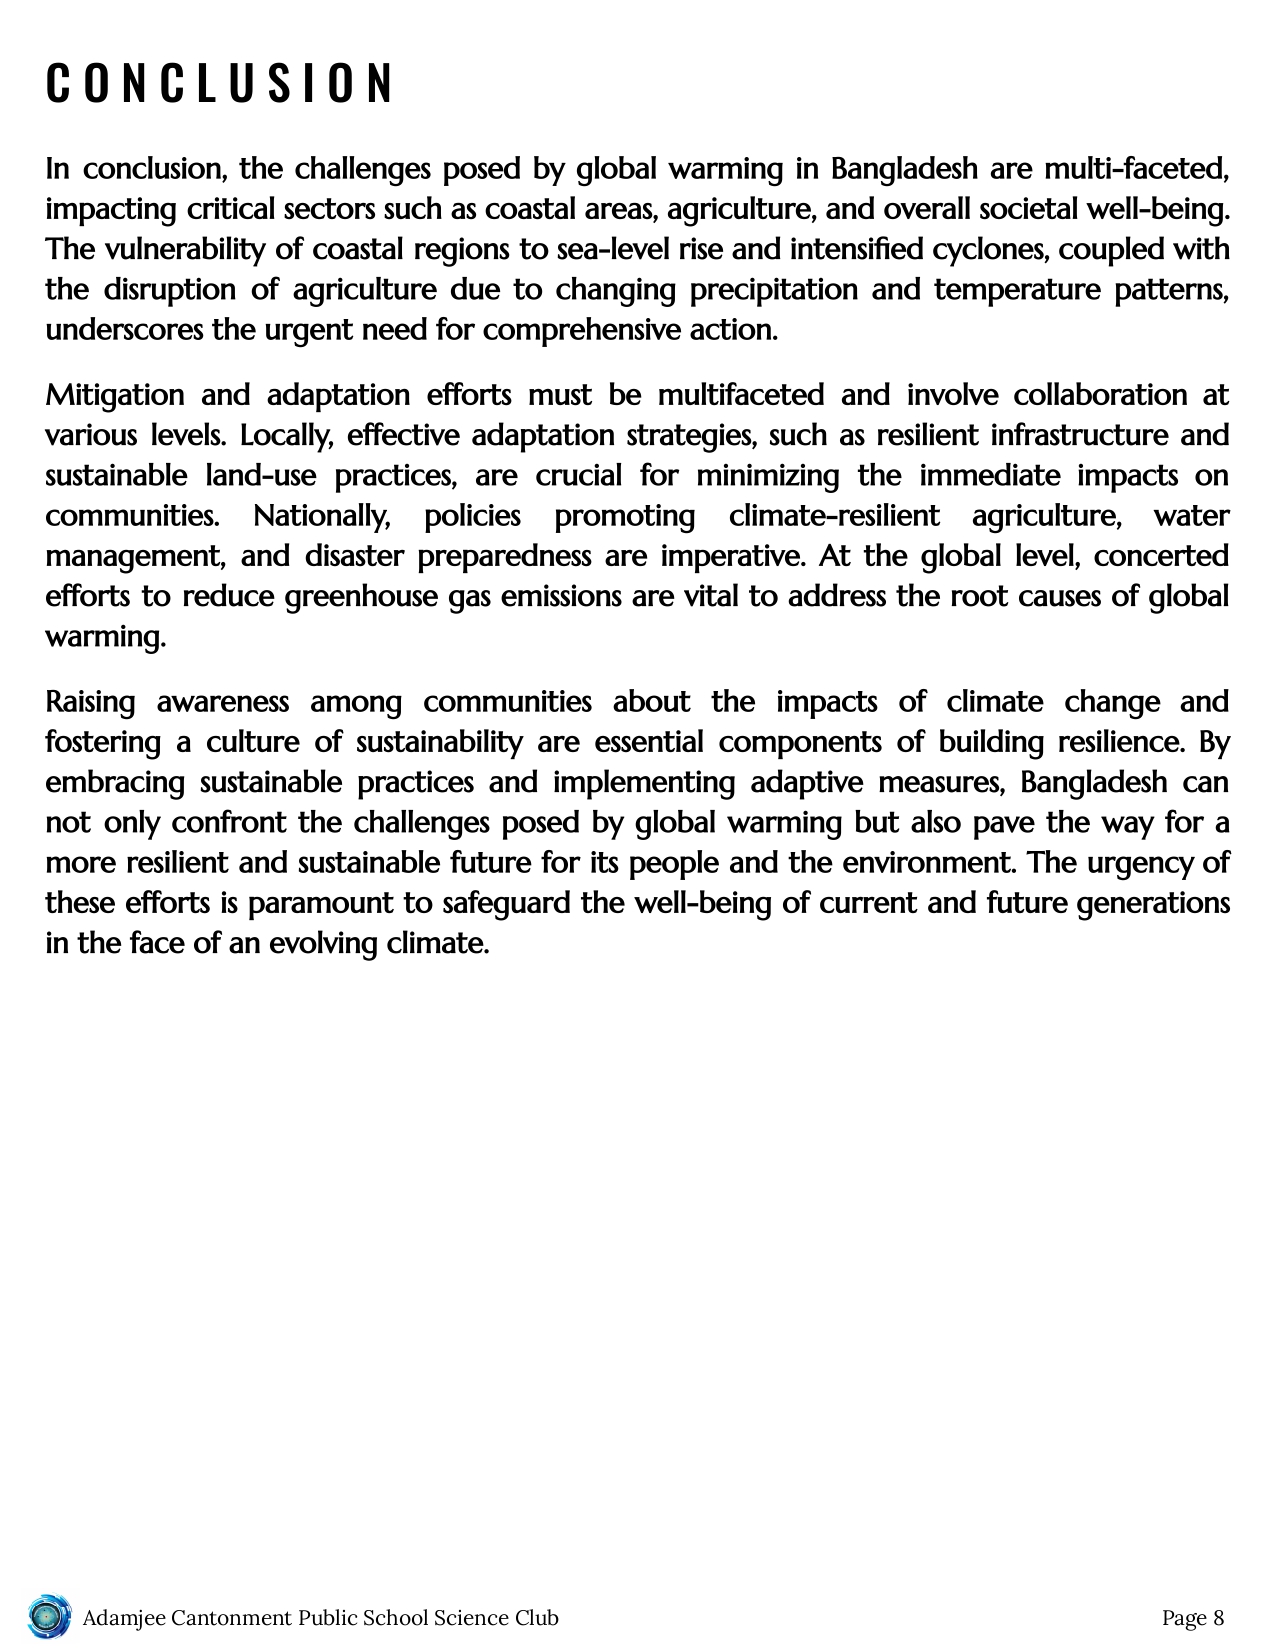 CONCLUSION
In conclusion, the challenges posed by global warming in Bangladesh are multi-faceted,
impacting critical sectors such as coastal areas, agriculture, and overall societal well-being.
The vulnerability of coastal regions to sea-level rise and intensified cyclones, coupled with
the disruption of agriculture due to changing precipitation and temperature patterns,
underscores the urgent need for comprehensive action.
Mitigation and adaptation efforts must be multifaceted and involve collaboration at
various levels. Locally, effective adaptation strategies, such as resilient infrastructure and
sustainable land-use practices, are crucial for minimizing the immediate impacts on
communities. Nationally, policies promoting climate-resilient agriculture, water
management, and disaster preparedness are imperative. At the global level, concerted
efforts to reduce greenhouse gas emissions are vital to address the root causes of global
warming.
Raising awareness among communities about the impacts of climate change and
fostering a culture of sustainability are essential components of building resilience. By
embracing sustainable practices and implementing adaptive measures, Bangladesh can
not only confront the challenges posed by global warming but also pave the way for a
more resilient and sustainable future for its people and the environment. The urgency of
these efforts is paramount to safeguard the well-being of current and future generations
in the face of an evolving climate.
Adamjee Cantonment Public School Science Club
Page 8